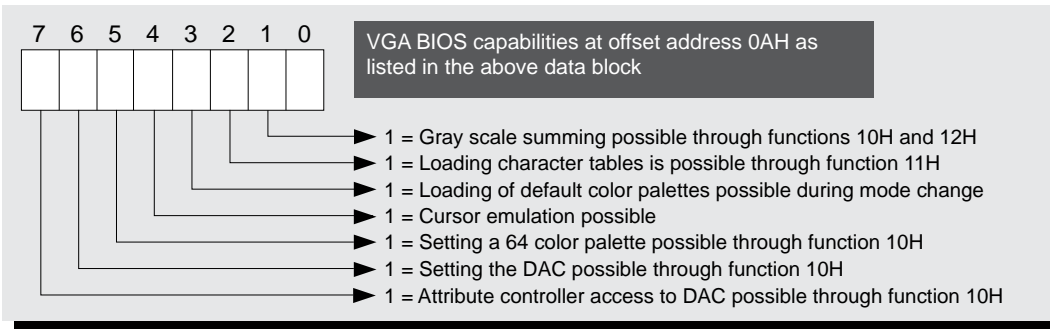 7 6 5 4 3 2 1 0
VGA BIOS capabilities at offset address 0AH as
listed in the above data block
1 = Gray scale summing possible through functions 10H and 12H
1 = Loading character tables is possible through function 11H
1 = Loading of default color palettes possible during mode change
1 = Cursor emulation possible
1 = Setting a 64 color palette possible through function 10H
1 = Setting the DAC possible through function 10H
1 = Attribute controller access to DAC possible through function 10H